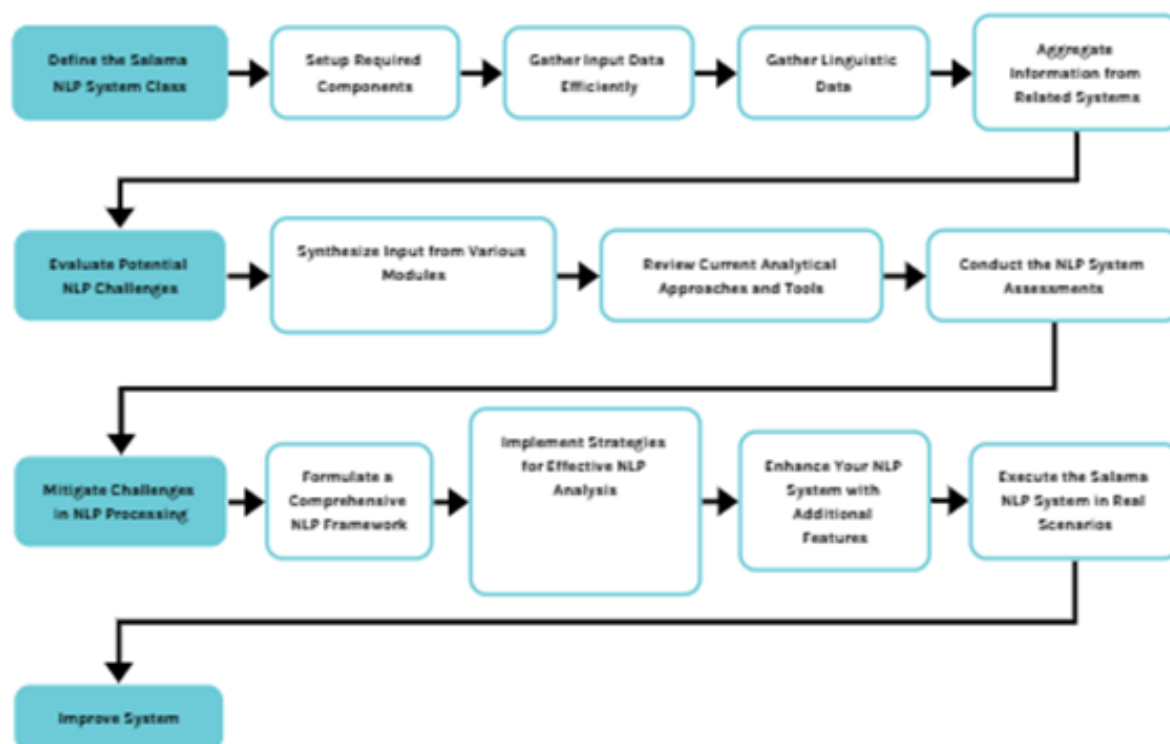 Define the Salama
NLP System Class
Setup Required
Components
Gather Input Data
Efficiently
Gather Linguistic
Data
Aggregate
Information from
Related Systems
Evaluate Potential
NLP Challenges
Synthesize Input from Various
Modules
Review Current Analytical
Approaches and Tools
Conduct the NLP System
Assessments
Mitigate Challenges
in NLP Processing
Formulate a
Comprehensive
NLP Framework
Implement Strategies
for Effective NLP
Analysis
Enhance Your NLP
System with
Additional
Features
Execute the Salama
NLP System in Real
Scenarios
Improve System